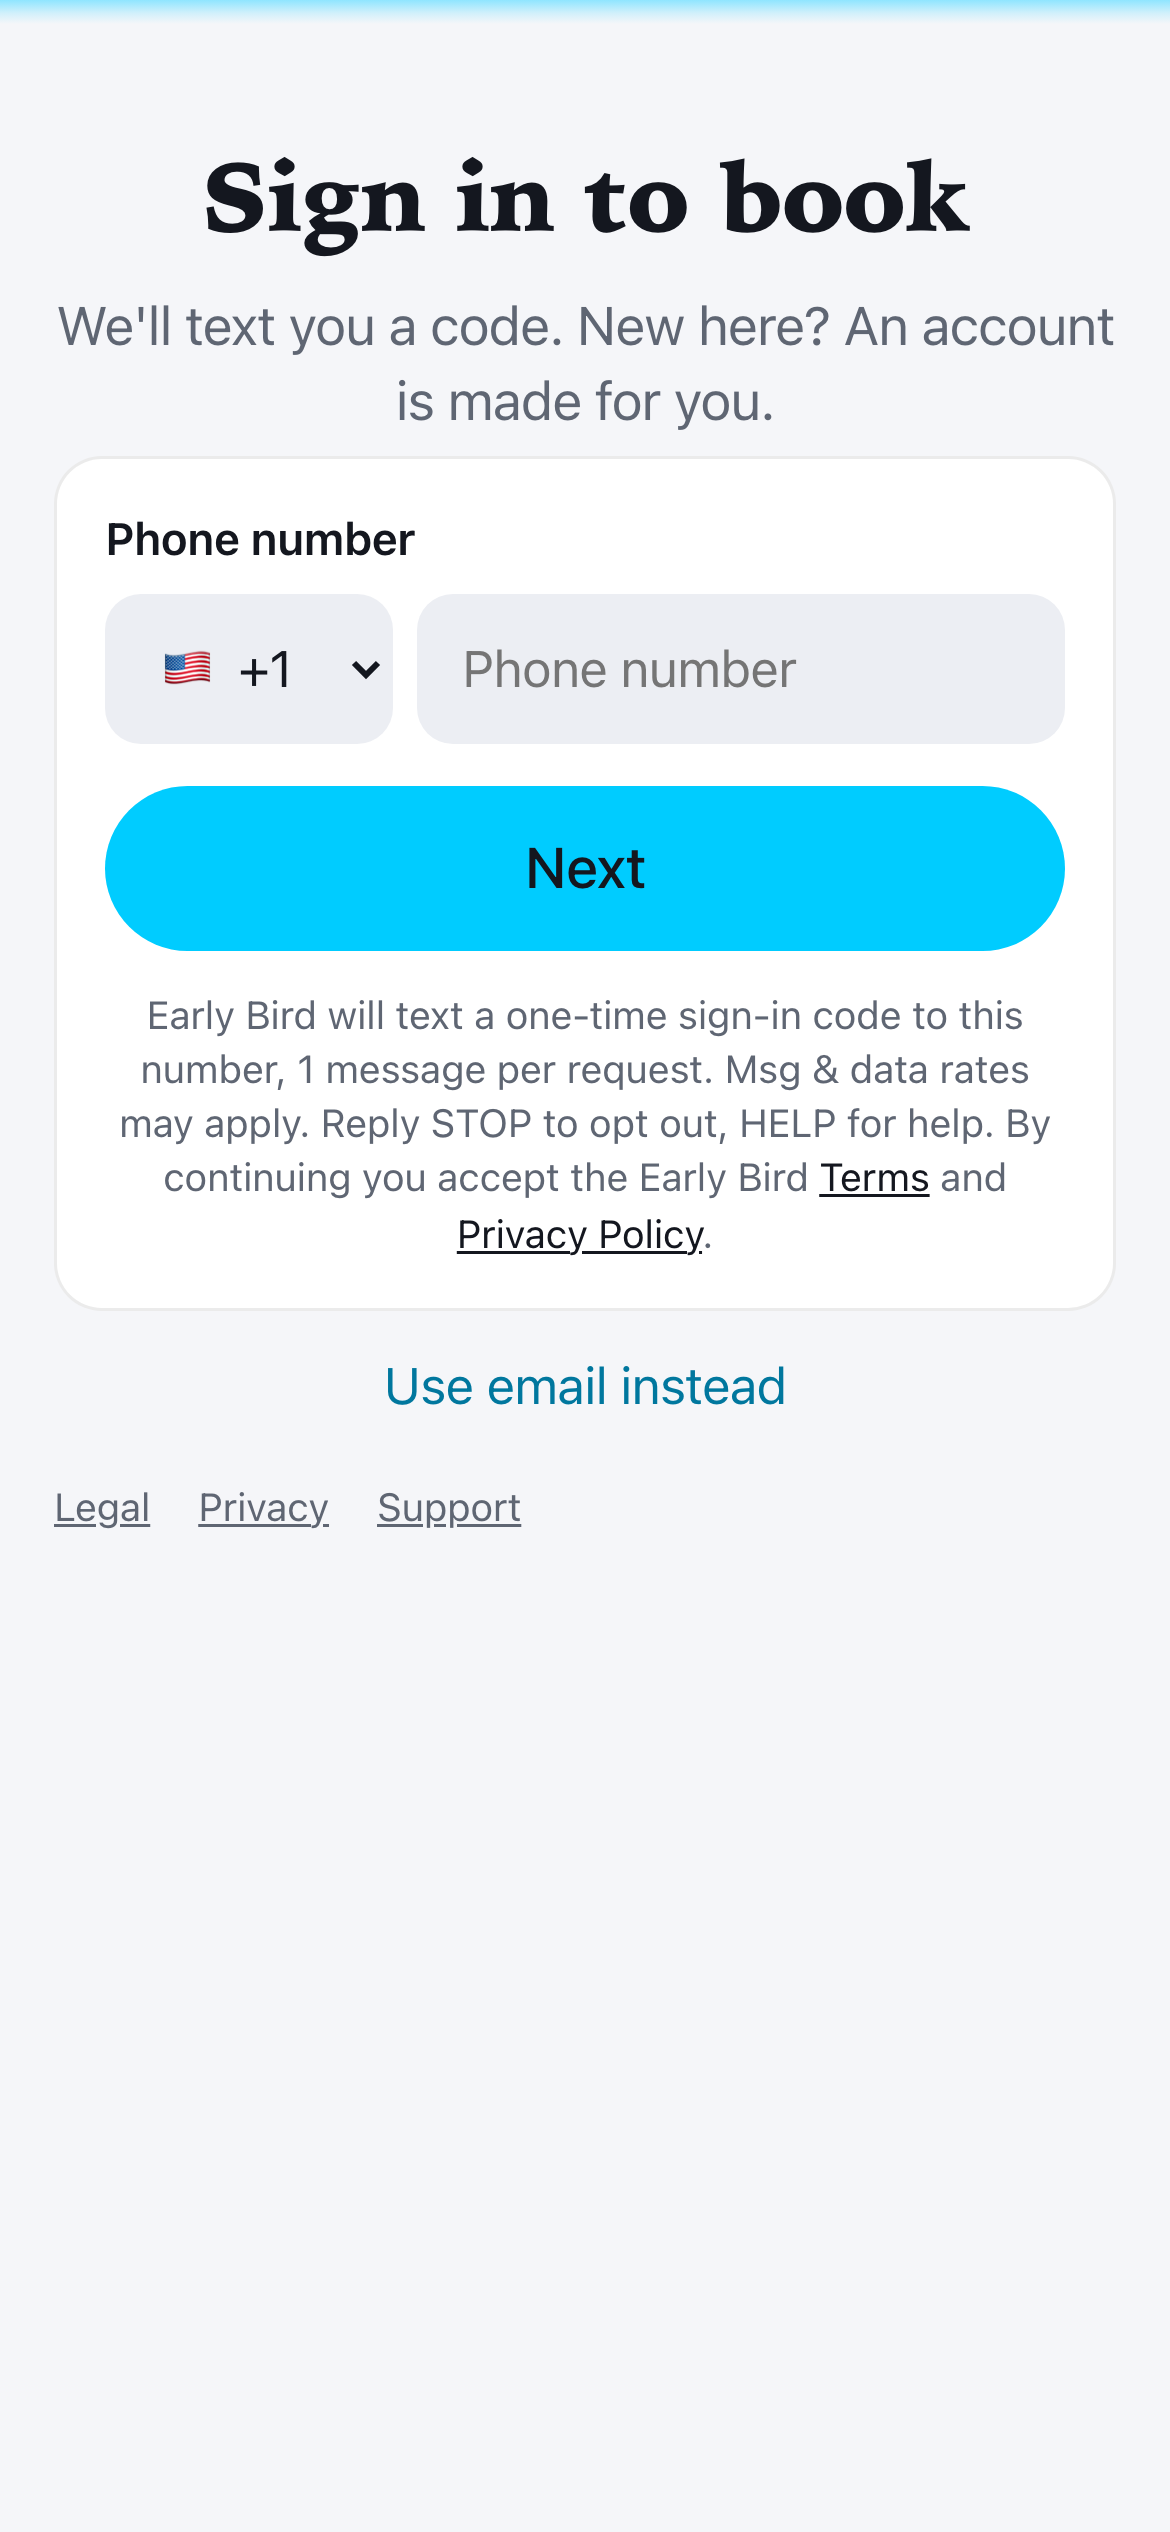 Sign in to book
We'll text you a code. New here? An account
is made for you.
Phone number
🇺🇸 +1
Phone number
Next
Early Bird will text a one-time sign-in code to this
number, 1 message per request. Msg & data rates
may apply. Reply STOP to opt out, HELP for help. By
continuing you accept the Early Bird Terms and
Privacy Policy.
Use email instead
Legal Privacy Support